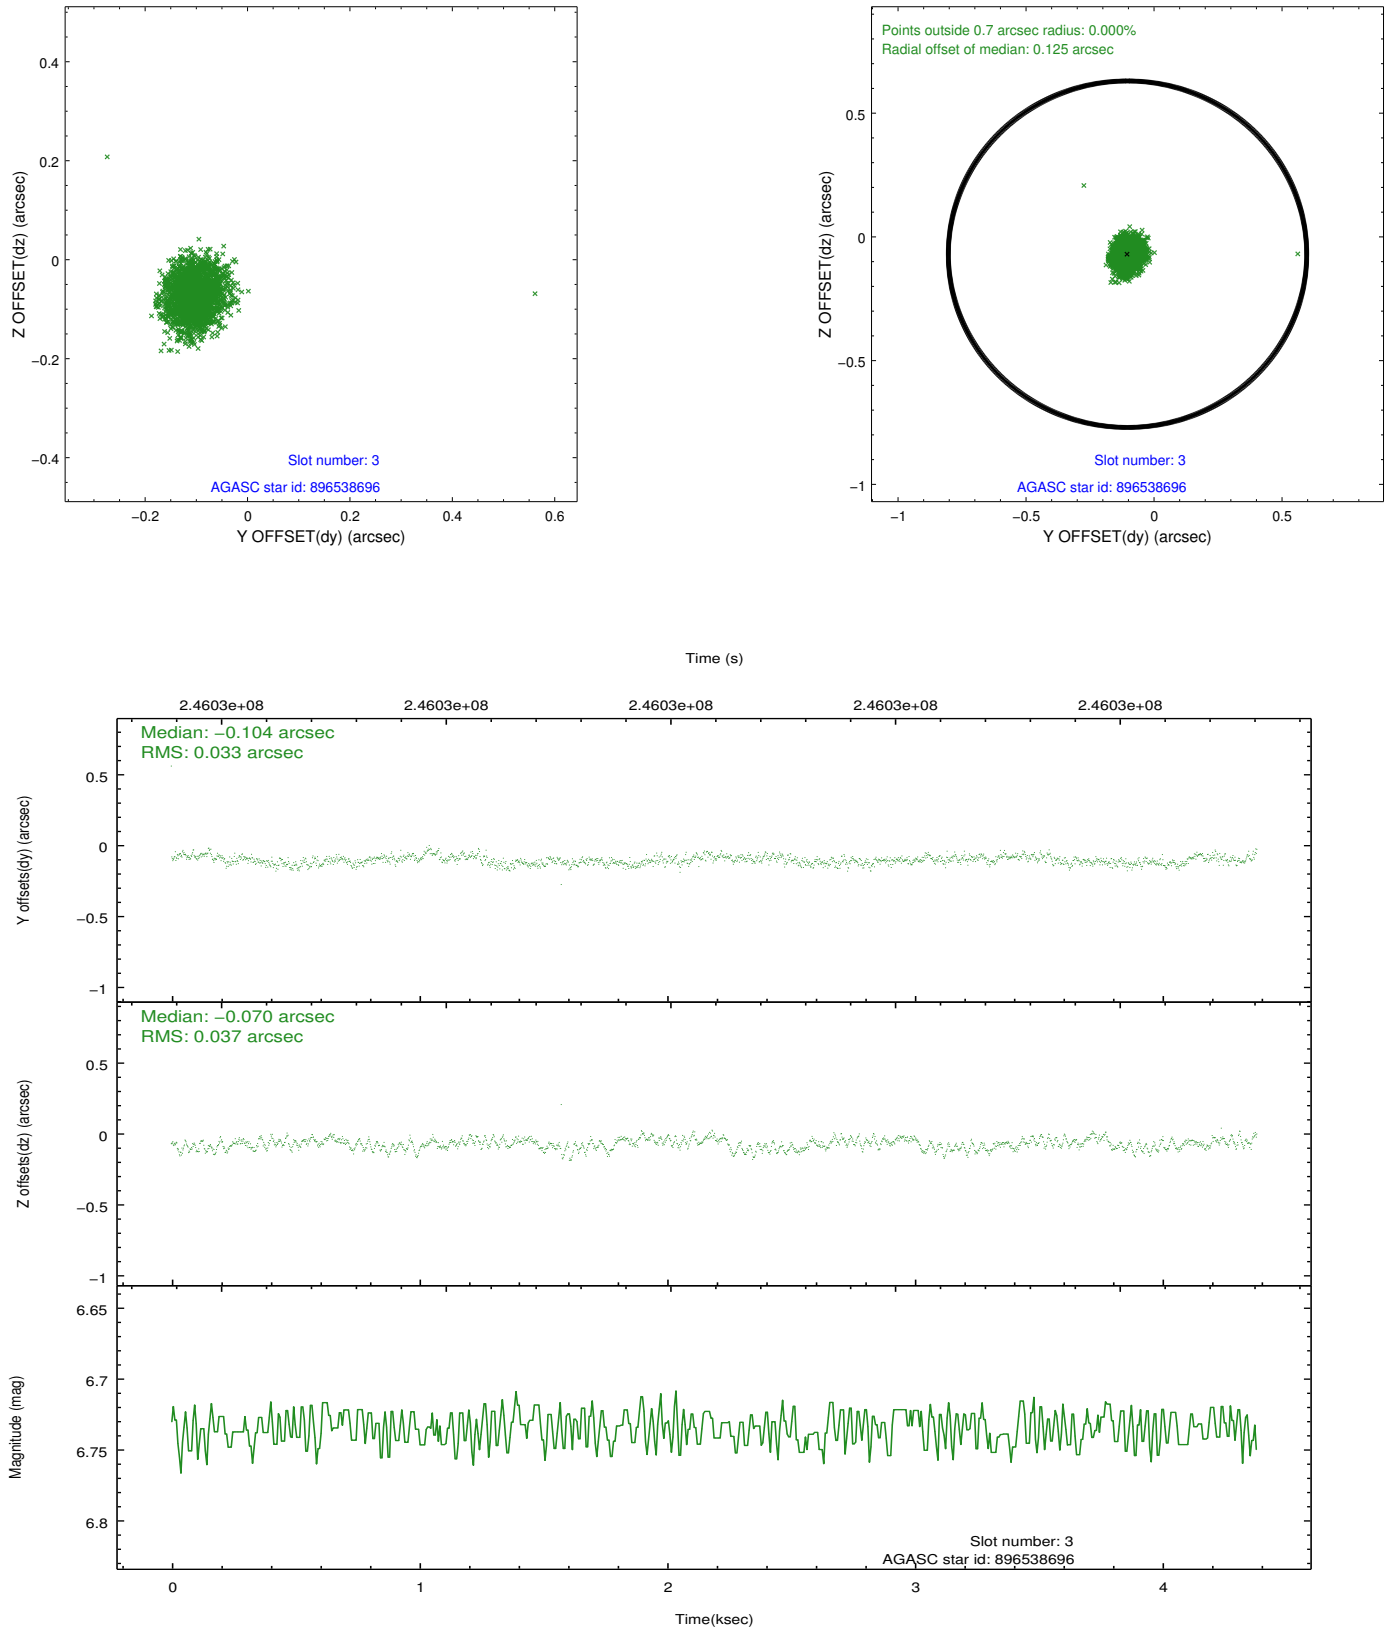 0.4
0.2
0
−0.2
−0.4
Z OFFSET(dz) (arcsec)
Slot number: 3
AGASC star id: 896538696
−0.2 0 0.2 0.4 0.6
Y OFFSET(dy) (arcsec)
Points outside 0.7 arcsec radius: 0.000%
Radial offset of median: 0.125 arcsec
0.5
0
−0.5
−1
Z OFFSET(dz) (arcsec)
Slot number: 3
AGASC star id: 896538696
−1 −0.5 0 0.5
Y OFFSET(dy) (arcsec)
Time (s)
2.4603e+08 2.4603e+08 2.4603e+08 2.4603e+08 2.4603e+08
Median: −0.104 arcsec
RMS: 0.033 arcsec
0.5
0
−0.5
−1
Y offsets(dy) (arcsec)
Median: −0.070 arcsec
RMS: 0.037 arcsec
0.5
0
−0.5
−1
Z offsets(dz) (arcsec)
6.65
6.7
6.75
6.8
Magnitude (mag)
Slot number: 3
AGASC star id: 896538696
0 1 2 3 4
Time(ksec)